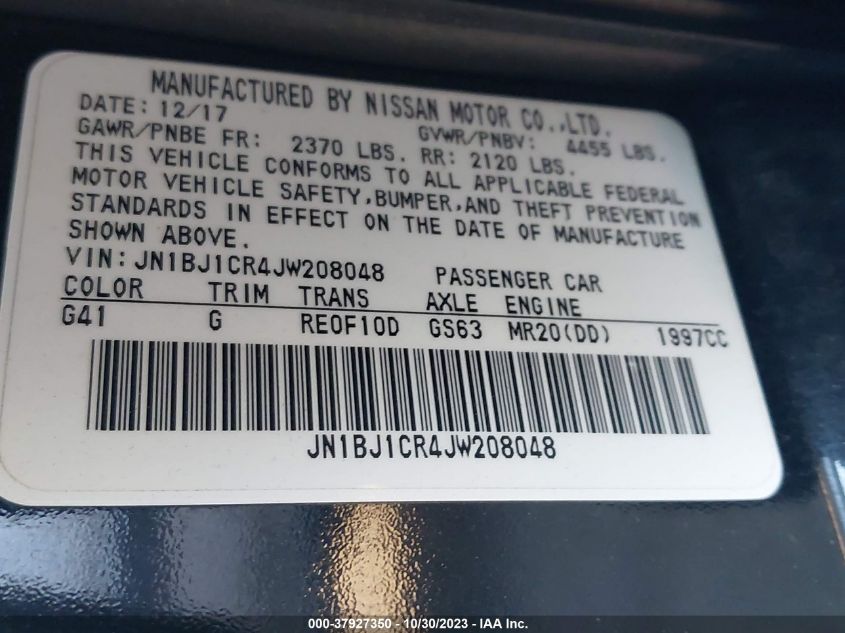 MANUFACTURED BY NISSAN MOTOR CO.,LTD.
DATE: 12/17 GVWR/PNBV: 4455 LBS.
GAWR/PNBE FR: 2370 LBS. RR: 2120 LBS.
THIS VEHICLE CONFORMS TO ALL APPLICABLE FEDERAL
MOTOR VEHICLE SAFETY,BUMPER,AND THEFT PREVENTION
STANDARDS IN EFFECT ON THE DATE OF MANUFACTURE
SHOWN ABOVE.
VIN: JN1BJ1CR4JW208048 PASSENGER CAR
COLOR TRIM TRANS AXLE ENGINE
G41 G RE0F10D GS63 MR20(DD) 1997CC
JN1BJ1CR4JW208048
000-37927350 - 10/30/2023 - IAA Inc.